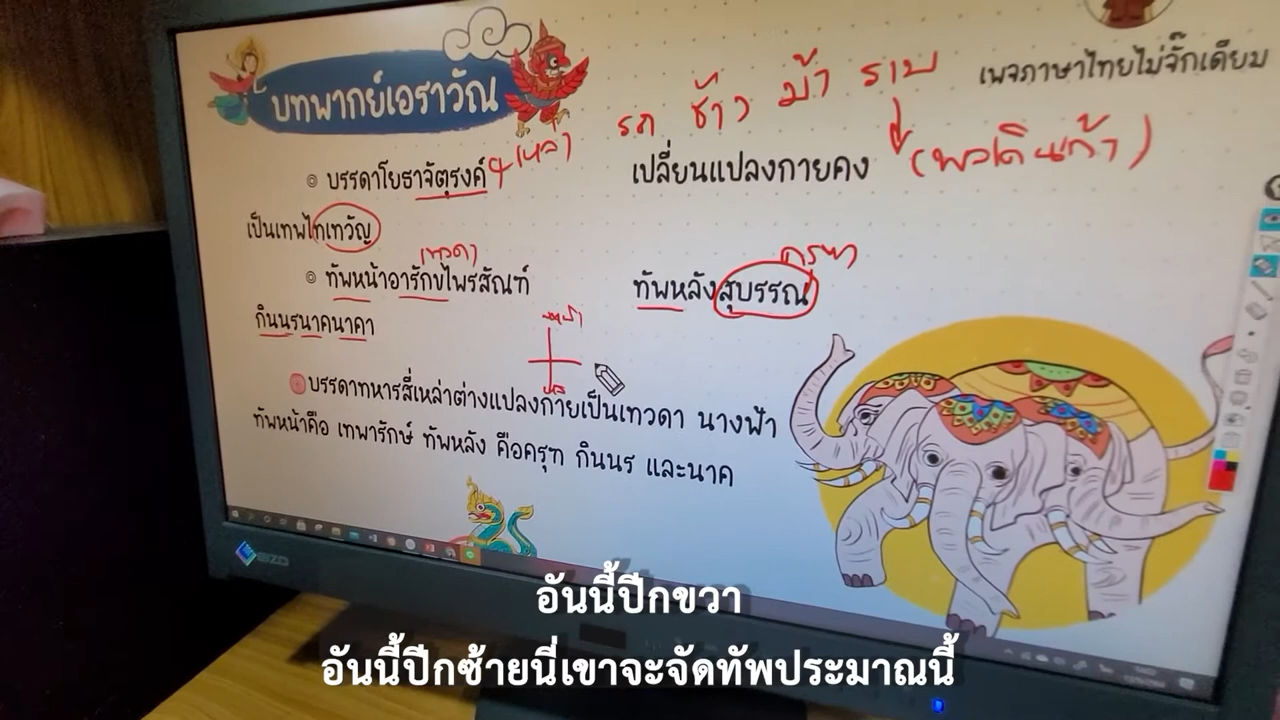 บทพากย์เอราวัณ
รถ ช้าง ม้า ราบ
เพจภาษาไทยไม่จั๊กเดียม
(พลเดินเท้า)
๏ บรรดาโยธาจัตุรงค์ 4 เหล่า
เปลี่ยนแปลงกายคง
เป็นเทพไทเทวัญ
เทวดา
ครุฑ
๏ ทัพหน้าอารักขไพรสัณฑ์
ทัพหลังสุบรรณ
กินนรนาคนาคา
หน้า
หลัง
บรรดาทหารสี่เหล่าต่างแปลงกายเป็นเทวดา นางฟ้า
ทัพหน้าคือ เทพารักษ์ ทัพหลัง คือครุฑ กินนร และนาค
อันนี้ปีกขวา
อันนี้ปีกซ้ายนี่เขาจะจัดทัพประมาณนี้